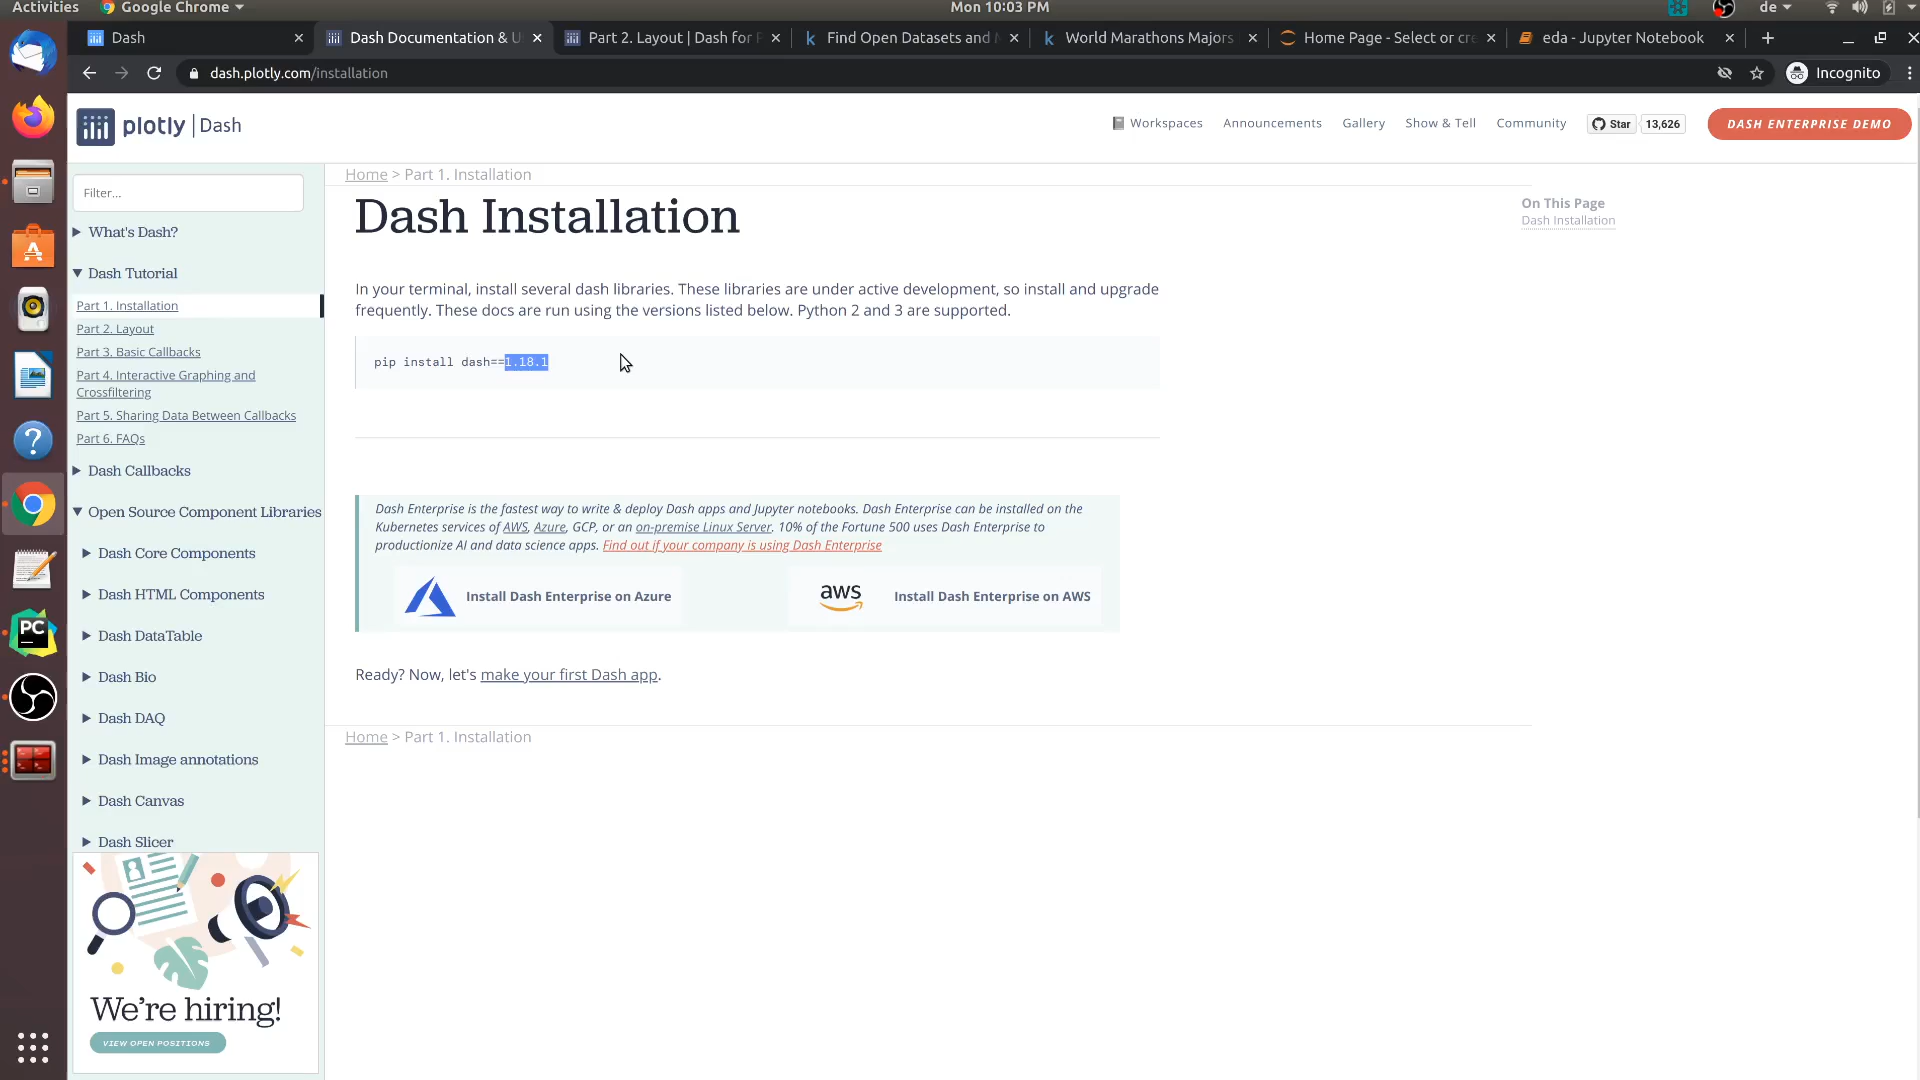 Activities
Google Chrome
Mon 10:03 PM
de
Dash
Dash Documentation & U
Part 2. Layout | Dash for P
Find Open Datasets and M
World Marathons Majors
Home Page - Select or cre
eda - Jupyter Notebook
dash.plotly.com/installation
Incognito
plotly | Dash
Workspaces
Announcements
Gallery
Show & Tell
Community
Star
13,626
DASH ENTERPRISE DEMO
Filter...
What's Dash?
Dash Tutorial
Part 1. Installation
Part 2. Layout
Part 3. Basic Callbacks
Part 4. Interactive Graphing and
Crossfiltering
Part 5. Sharing Data Between Callbacks
Part 6. FAQs
Dash Callbacks
Open Source Component Libraries
Dash Core Components
Dash HTML Components
Dash DataTable
Dash Bio
Dash DAQ
Dash Image annotations
Dash Canvas
Dash Slicer
We're hiring!
VIEW OPEN POSITIONS
Home > Part 1. Installation
Dash Installation
In your terminal, install several dash libraries. These libraries are under active development, so install and upgrade
frequently. These docs are run using the versions listed below. Python 2 and 3 are supported.
pip install dash==1.18.1
Dash Enterprise is the fastest way to write & deploy Dash apps and Jupyter notebooks. Dash Enterprise can be installed on the
Kubernetes services of AWS, Azure, GCP, or an on-premise Linux Server. 10% of the Fortune 500 uses Dash Enterprise to
productionize AI and data science apps. Find out if your company is using Dash Enterprise
Install Dash Enterprise on Azure
aws
Install Dash Enterprise on AWS
Ready? Now, let's make your first Dash app.
Home > Part 1. Installation
On This Page
Dash Installation
PC